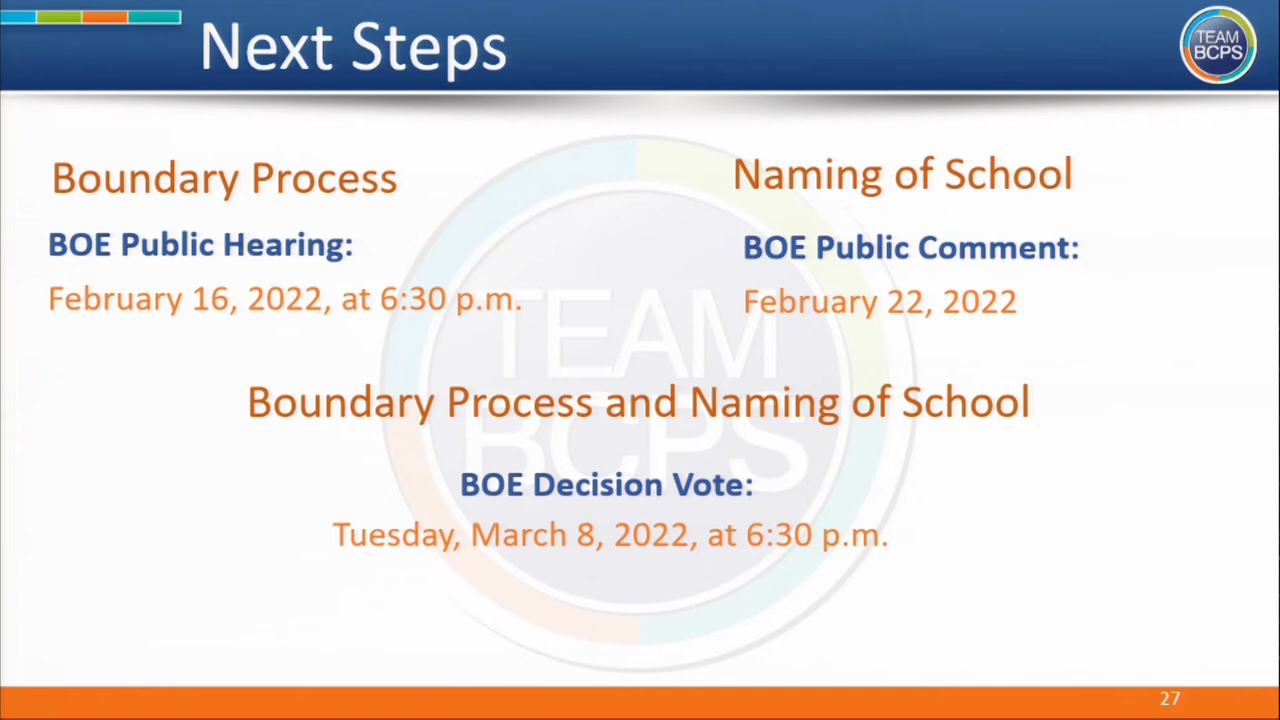 Next Steps
TEAM
BCPS
Boundary Process
BOE Public Hearing:
February 16, 2022, at 6:30 p.m.
Naming of School
BOE Public Comment:
February 22, 2022
TEAM
BCPS
Boundary Process and Naming of School
BOE Decision Vote:
Tuesday, March 8, 2022, at 6:30 p.m.
27